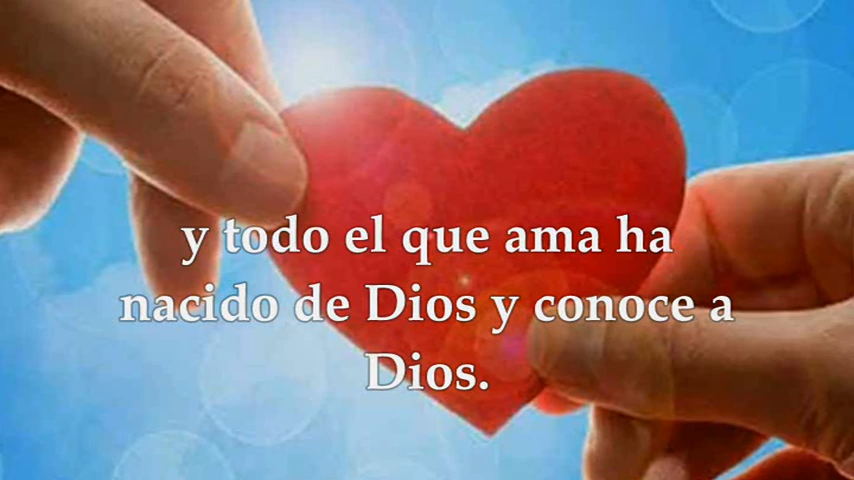 y todo el que ama ha
nacido de Dios y conoce a
Dios.